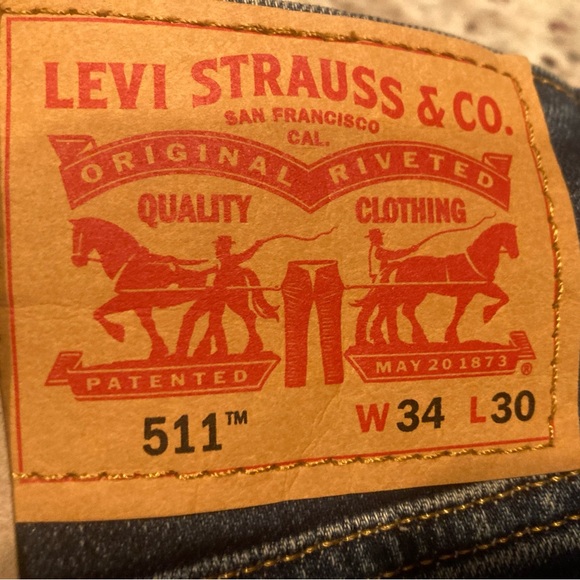 LEVI STRAUSS & CO.
SAN FRANCISCO
CAL.
ORIGINAL RIVETED
QUALITY CLOTHING
PATENTED MAY 20 1873 ®
511™ W34 L30